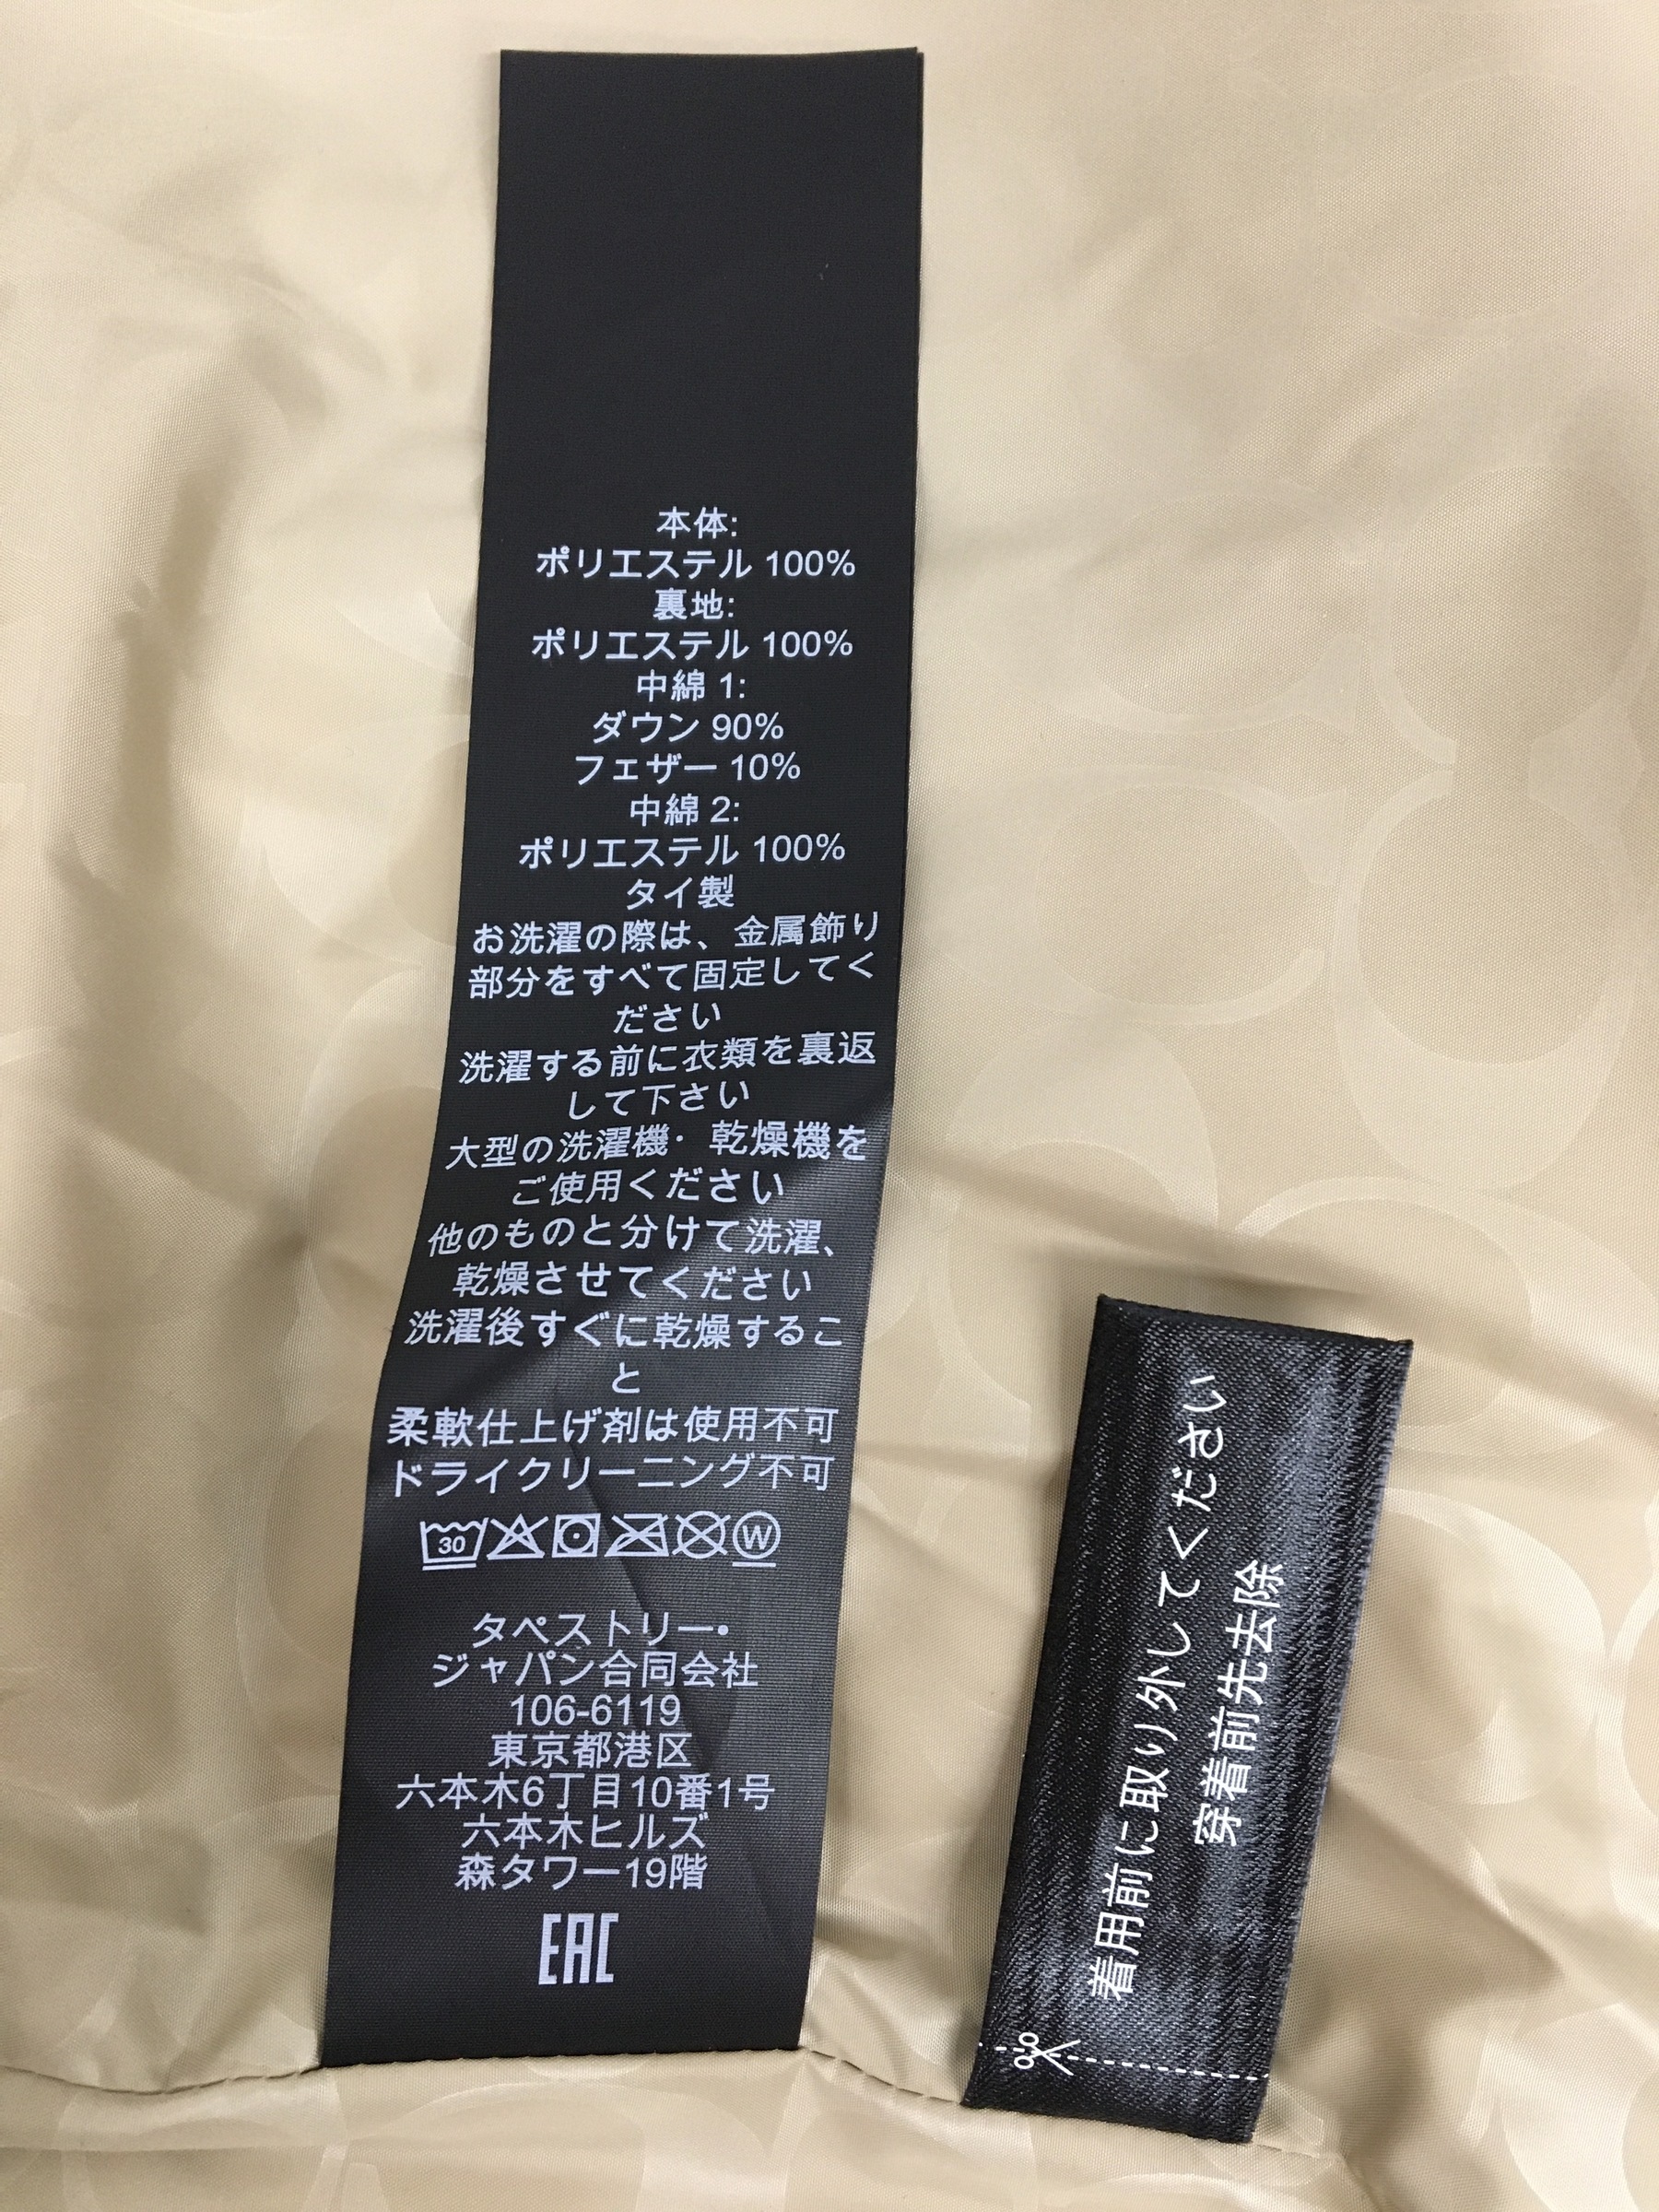 本体:
ポリエステル 100%
裏地:
ポリエステル 100%
中綿 1:
ダウン 90%
フェザー 10%
中綿 2:
ポリエステル 100%
タイ製
お洗濯の際は、金属飾り
部分をすべて固定してく
ださい
洗濯する前に衣類を裏返
して下さい
大型の洗濯機・乾燥機を
ご使用ください
他のものと分けて洗濯、
乾燥させてください
洗濯後すぐに乾燥するこ
と
柔軟仕上げ剤は使用不可
ドライクリーニング不可
30 W
タペストリー・
ジャパン合同会社
106-6119
東京都港区
六本木6丁目10番1号
六本木ヒルズ
森タワー19階
EAC
着用前に取り外してください
穿着前先去除